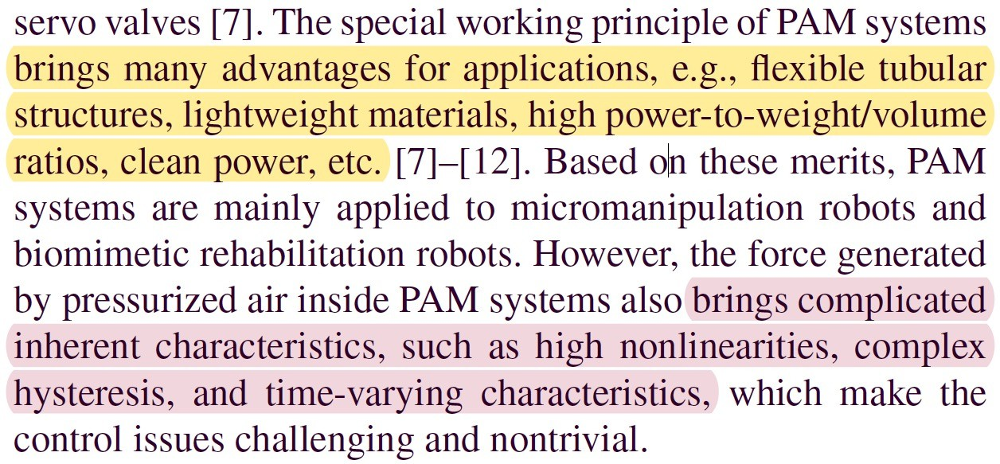 servo valves [7]. The special working principle of PAM systems
brings many advantages for applications, e.g., flexible tubular
structures, lightweight materials, high power-to-weight/volume
ratios, clean power, etc. [7]–[12]. Based on these merits, PAM
systems are mainly applied to micromanipulation robots and
biomimetic rehabilitation robots. However, the force generated
by pressurized air inside PAM systems also brings complicated
inherent characteristics, such as high nonlinearities, complex
hysteresis, and time-varying characteristics, which make the
control issues challenging and nontrivial.